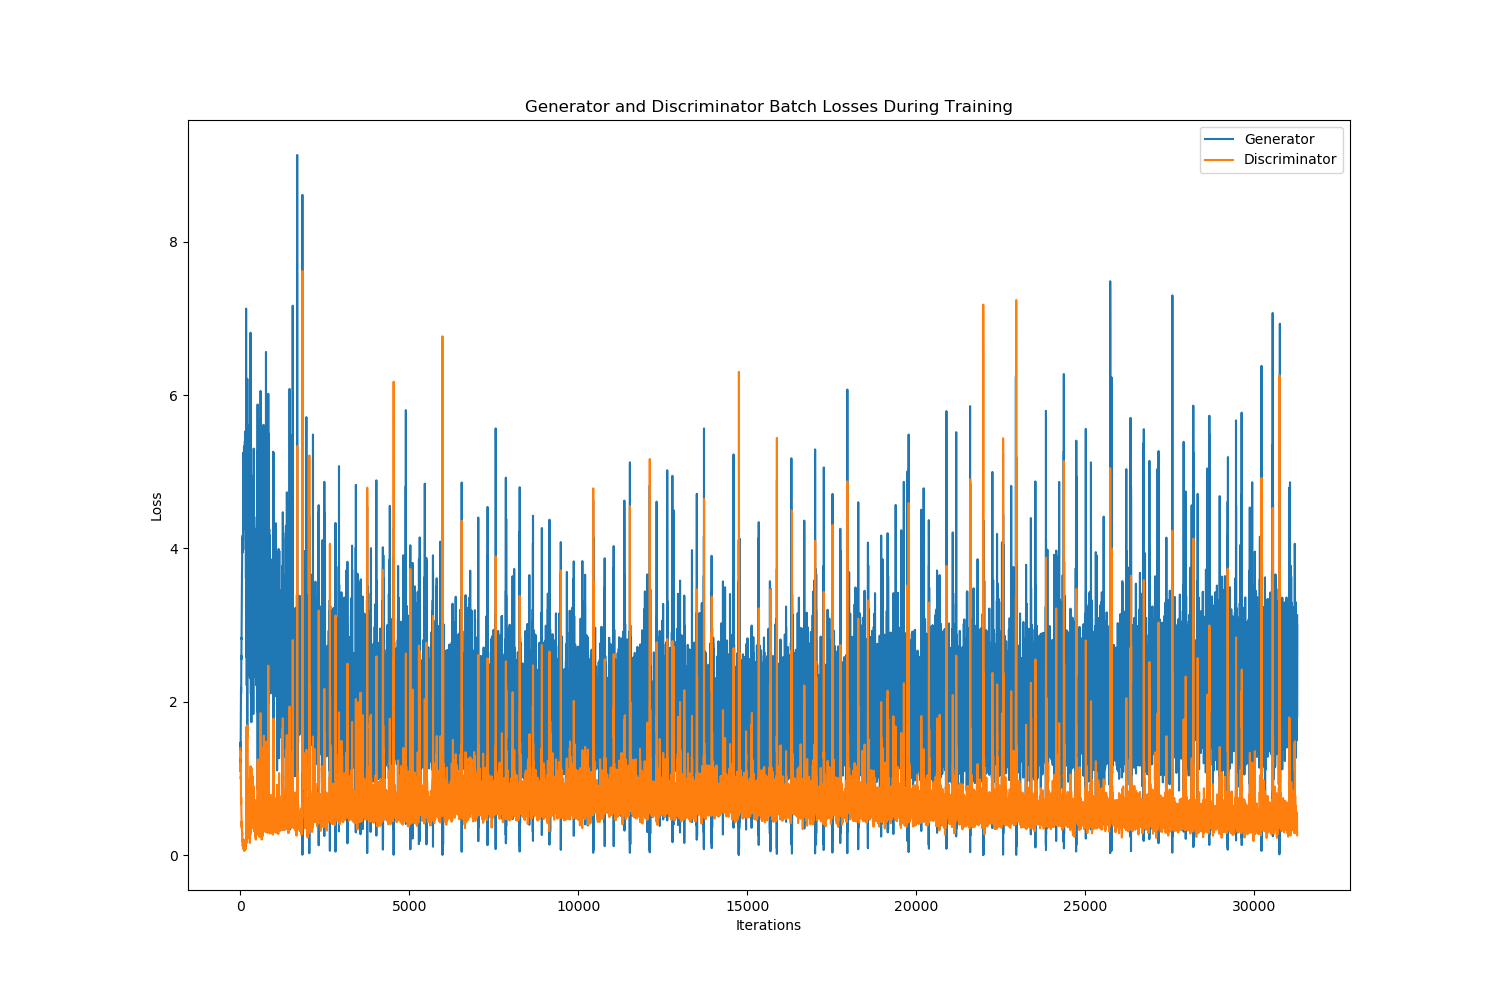 Generator and Discriminator Batch Losses During Training
Generator
Discriminator
Loss
8
6
4
2
0
0 5000 10000 15000 20000 25000 30000
Iterations